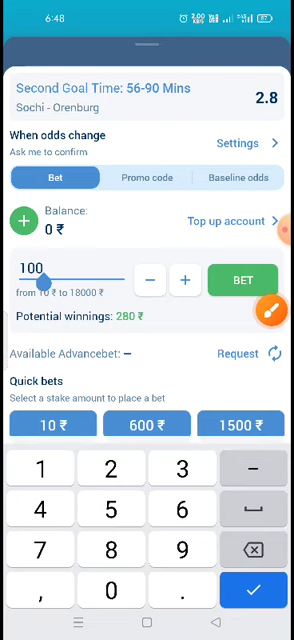 6:48
Second Goal Time: 56-90 Mins
2.8
Sochi - Orenburg
When odds change
Ask me to confirm
Settings
Bet
Promo code
Baseline odds
Balance:
0 ₹
Top up account
100
BET
from 10 ₹ to 18000 ₹
Potential winnings: 280 ₹
Available Advancebet: –
Request
Quick bets
Select a stake amount to place a bet
10 ₹
600 ₹
1500 ₹
1
2
3
–
4
5
6
7
8
9
,
0
.